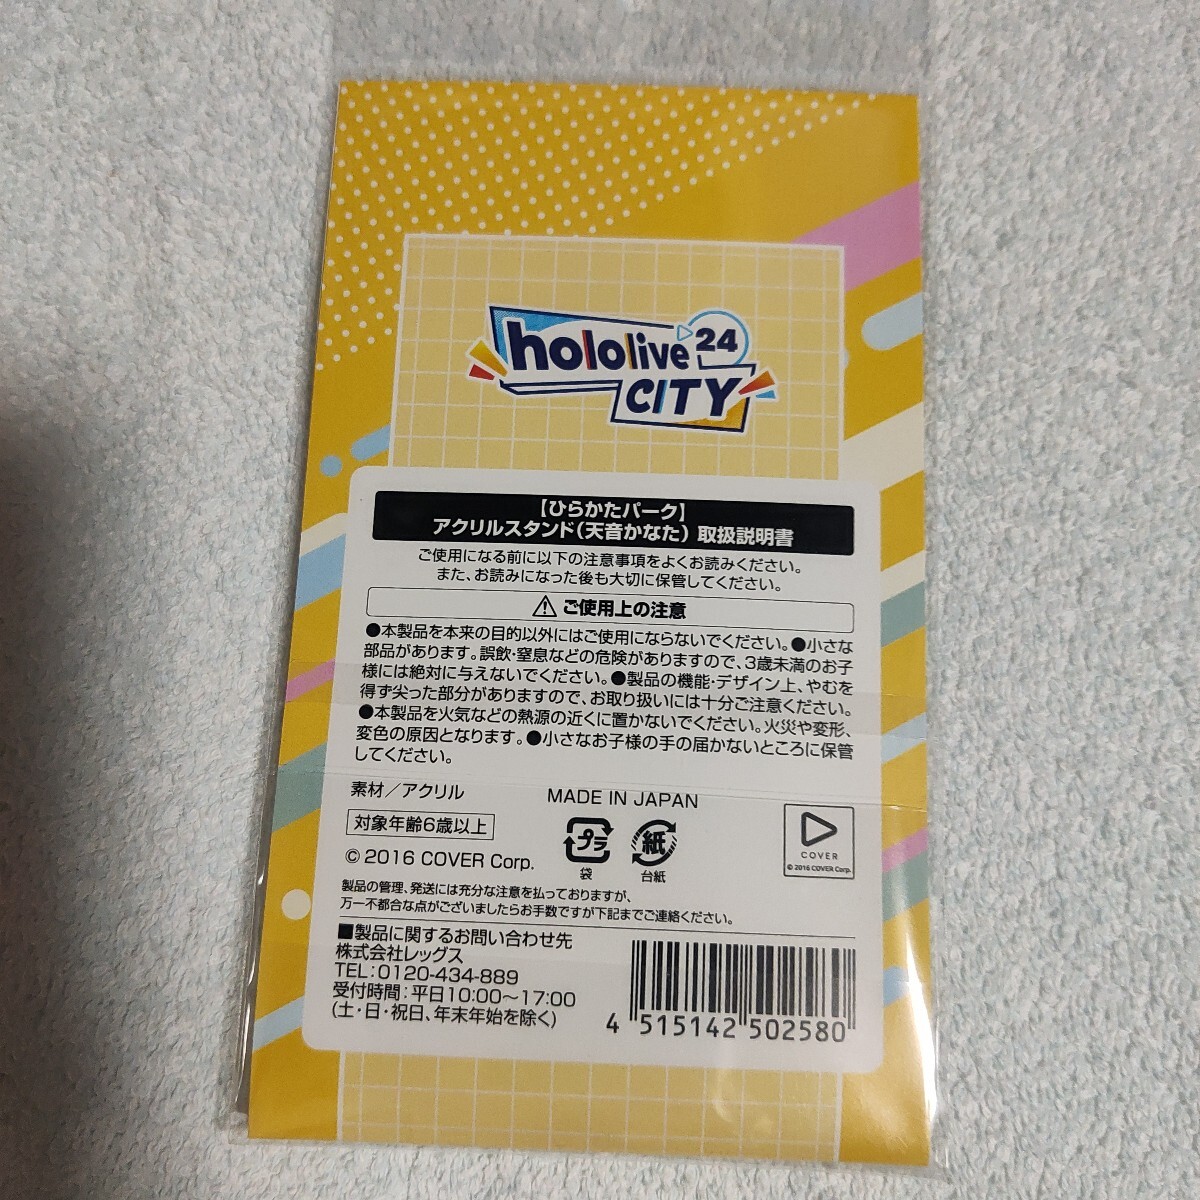 hololive 24
CITY
【ひらかたパーク】
アクリルスタンド(天音かなた) 取扱説明書
ご使用になる前に以下の注意事項をよくお読みください。
また、お読みになった後も大切に保管してください。
⚠ ご使用上の注意
●本製品を本来の目的以外にはご使用にならないでください。●小さな
部品があります。誤飲・窒息などの危険がありますので、3歳未満のお子
様には絶対に与えないでください。●製品の機能・デザイン上、やむを
得ず尖った部分がありますので、お取り扱いには十分ご注意ください。
●本製品を火気などの熱源の近くに置かないでください。火災や変形、
変色の原因となります。●小さなお子様の手の届かないところに保管
してください。
素材／アクリル
MADE IN JAPAN
対象年齢6歳以上
プラ
袋
紙
台紙
COVER
© 2016 COVER Corp.
© 2016 COVER Corp.
製品の管理、発送には充分な注意を払っておりますが、
万一不都合な点がございましたらお手数ですが下記までご連絡ください。
■製品に関するお問い合わせ先
株式会社レッグス
TEL:0120-434-889
受付時間:平日10:00～17:00
(土・日・祝日、年末年始を除く)
4 515142 502580